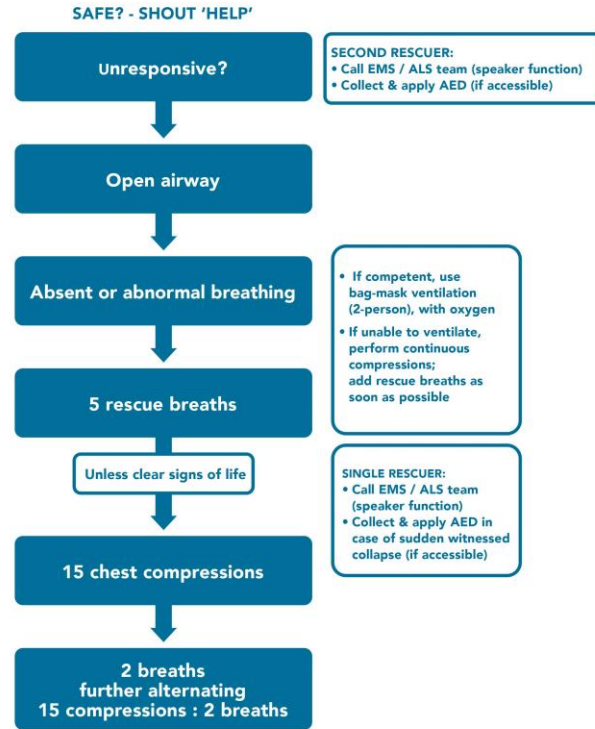 SAFE? - SHOUT 'HELP'
Unresponsive?
SECOND RESCUER:
• Call EMS / ALS team (speaker function)
• Collect & apply AED (if accessible)
Open airway
Absent or abnormal breathing
• If competent, use
bag-mask ventilation
(2-person), with oxygen
• If unable to ventilate,
perform continuous
compressions;
add rescue breaths as
soon as possible
5 rescue breaths
Unless clear signs of life
SINGLE RESCUER:
• Call EMS / ALS team
(speaker function)
• Collect & apply AED in
case of sudden witnessed
collapse (if accessible)
15 chest compressions
2 breaths
further alternating
15 compressions : 2 breaths